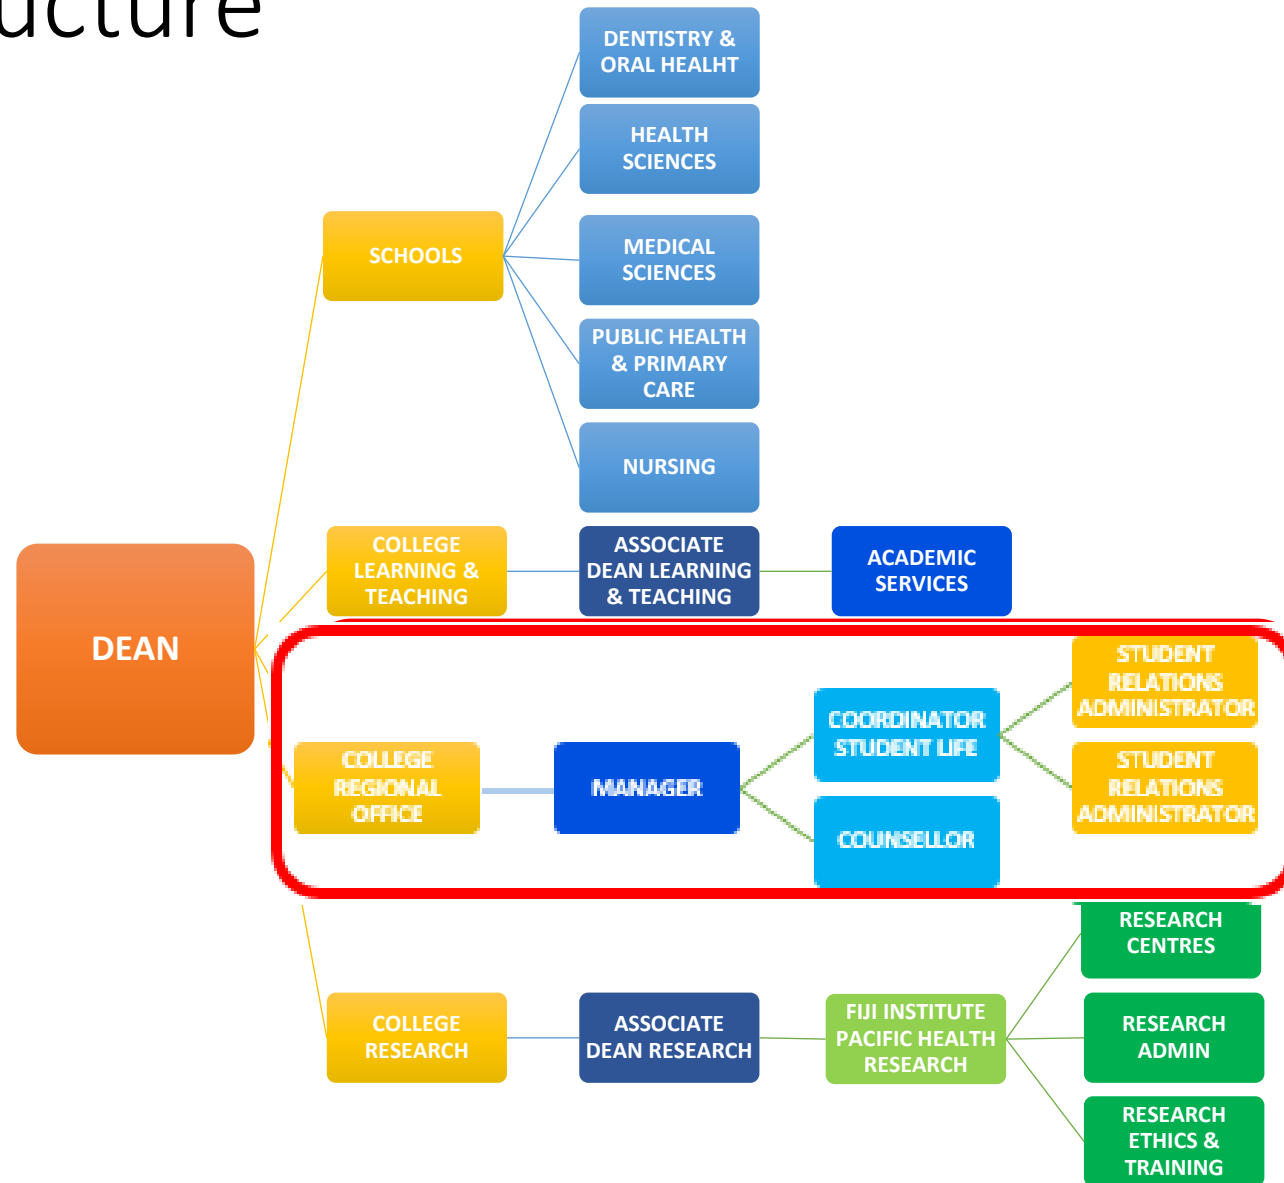 ucture
DENTISTRY &
ORAL HEALHT
HEALTH
SCIENCES
MEDICAL
SCIENCES
PUBLIC HEALTH
& PRIMARY
CARE
NURSING
SCHOOLS
DEAN
COLLEGE
LEARNING &
TEACHING
ASSOCIATE
DEAN LEARNING
& TEACHING
ACADEMIC
SERVICES
COLLEGE
REGIONAL
OFFICE
MANAGER
COORDINATOR
STUDENT LIFE
COUNSELLOR
STUDENT
RELATIONS
ADMINISTRATOR
STUDENT
RELATIONS
ADMINISTRATOR
COLLEGE
RESEARCH
ASSOCIATE
DEAN RESEARCH
FIJI INSTITUTE
PACIFIC HEALTH
RESEARCH
RESEARCH
CENTRES
RESEARCH
ADMIN
RESEARCH
ETHICS &
TRAINING